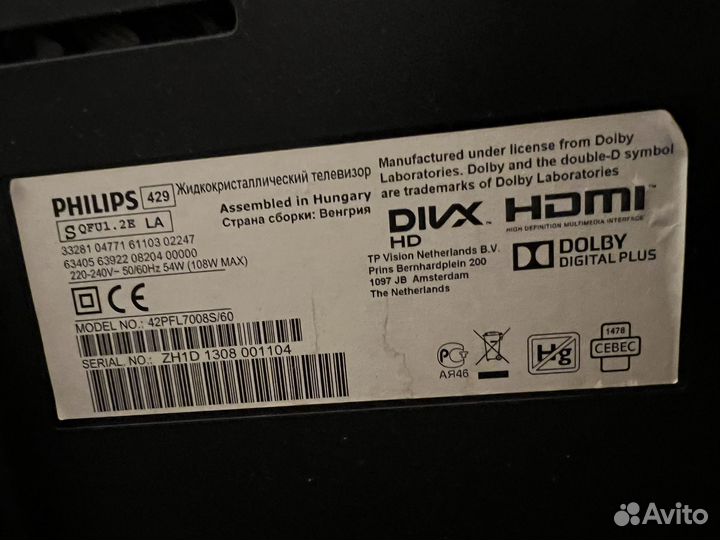 PHILIPS 429 Жидкокристаллический телевизор
S QFU1.2E LA
Assembled in Hungary
Страна сборки: Венгрия
33281 04771 61103 02247
63405 63922 08204 00000
220-240V~ 50/60Hz 54W (108W MAX)
CE
MODEL NO.: 42PFL7008S/60
SERIAL NO.: ZH1D 1308 001104
Manufactured under license from Dolby
Laboratories. Dolby and the double-D symbol
are trademarks of Dolby Laboratories
DIVX™
HD
HDMI™
HIGH DEFINITION MULTIMEDIA INTERFACE
TP Vision Netherlands B.V.
Prins Bernhardplein 200
1097 JB Amsterdam
The Netherlands
DOLBY
DIGITAL PLUS
РСТ
АЯ46
Hg
1478
CEBEC
Avito